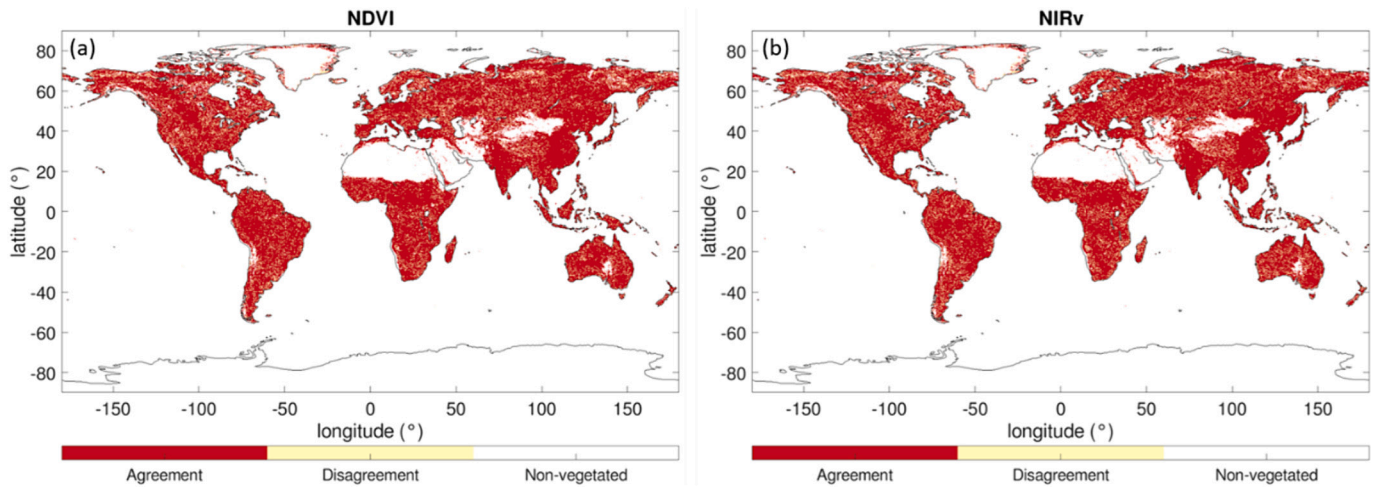 NDVI
(a)
80
60
40
20
0
-20
-40
-60
-80
latitude (°)
-150 -100 -50 0 50 100 150
longitude (°)
Agreement Disagreement Non-vegetated
NIRv
(b)
80
60
40
20
0
-20
-40
-60
-80
latitude (°)
-150 -100 -50 0 50 100 150
longitude (°)
Agreement Disagreement Non-vegetated